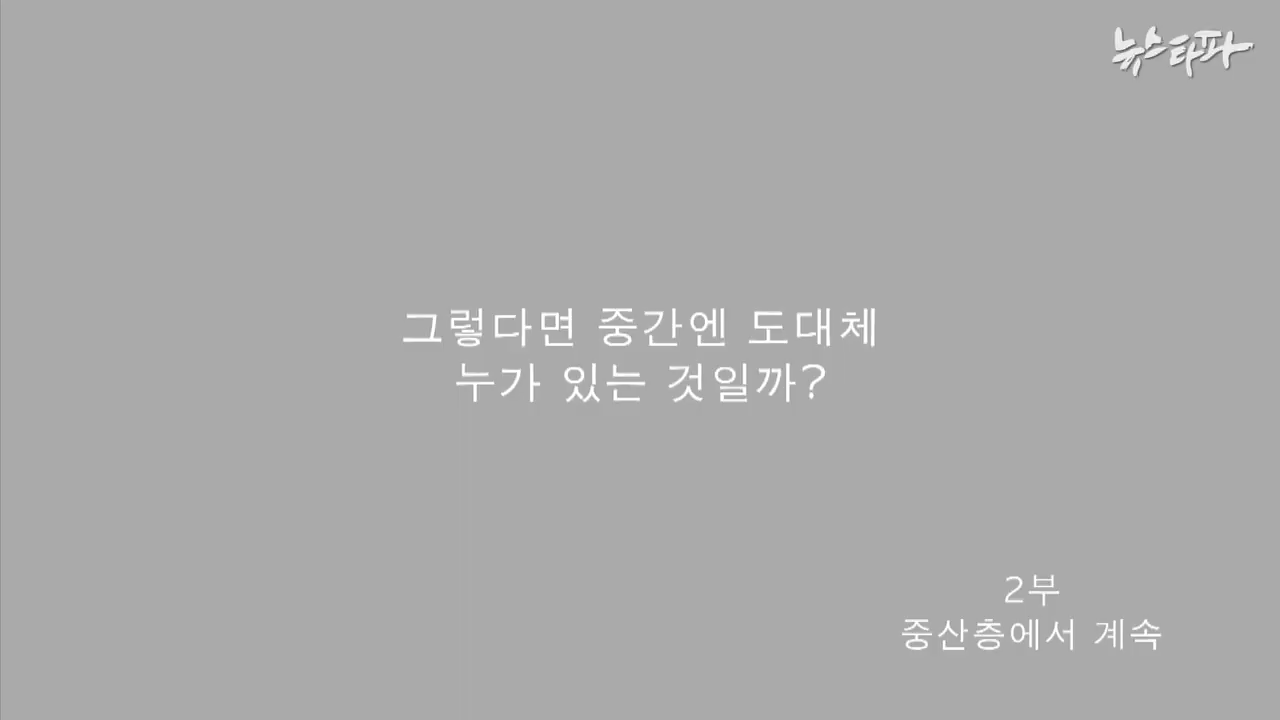 뉴스타파
그렇다면 중간엔 도대체
누가 있는 것일까?
2부
중산층에서 계속